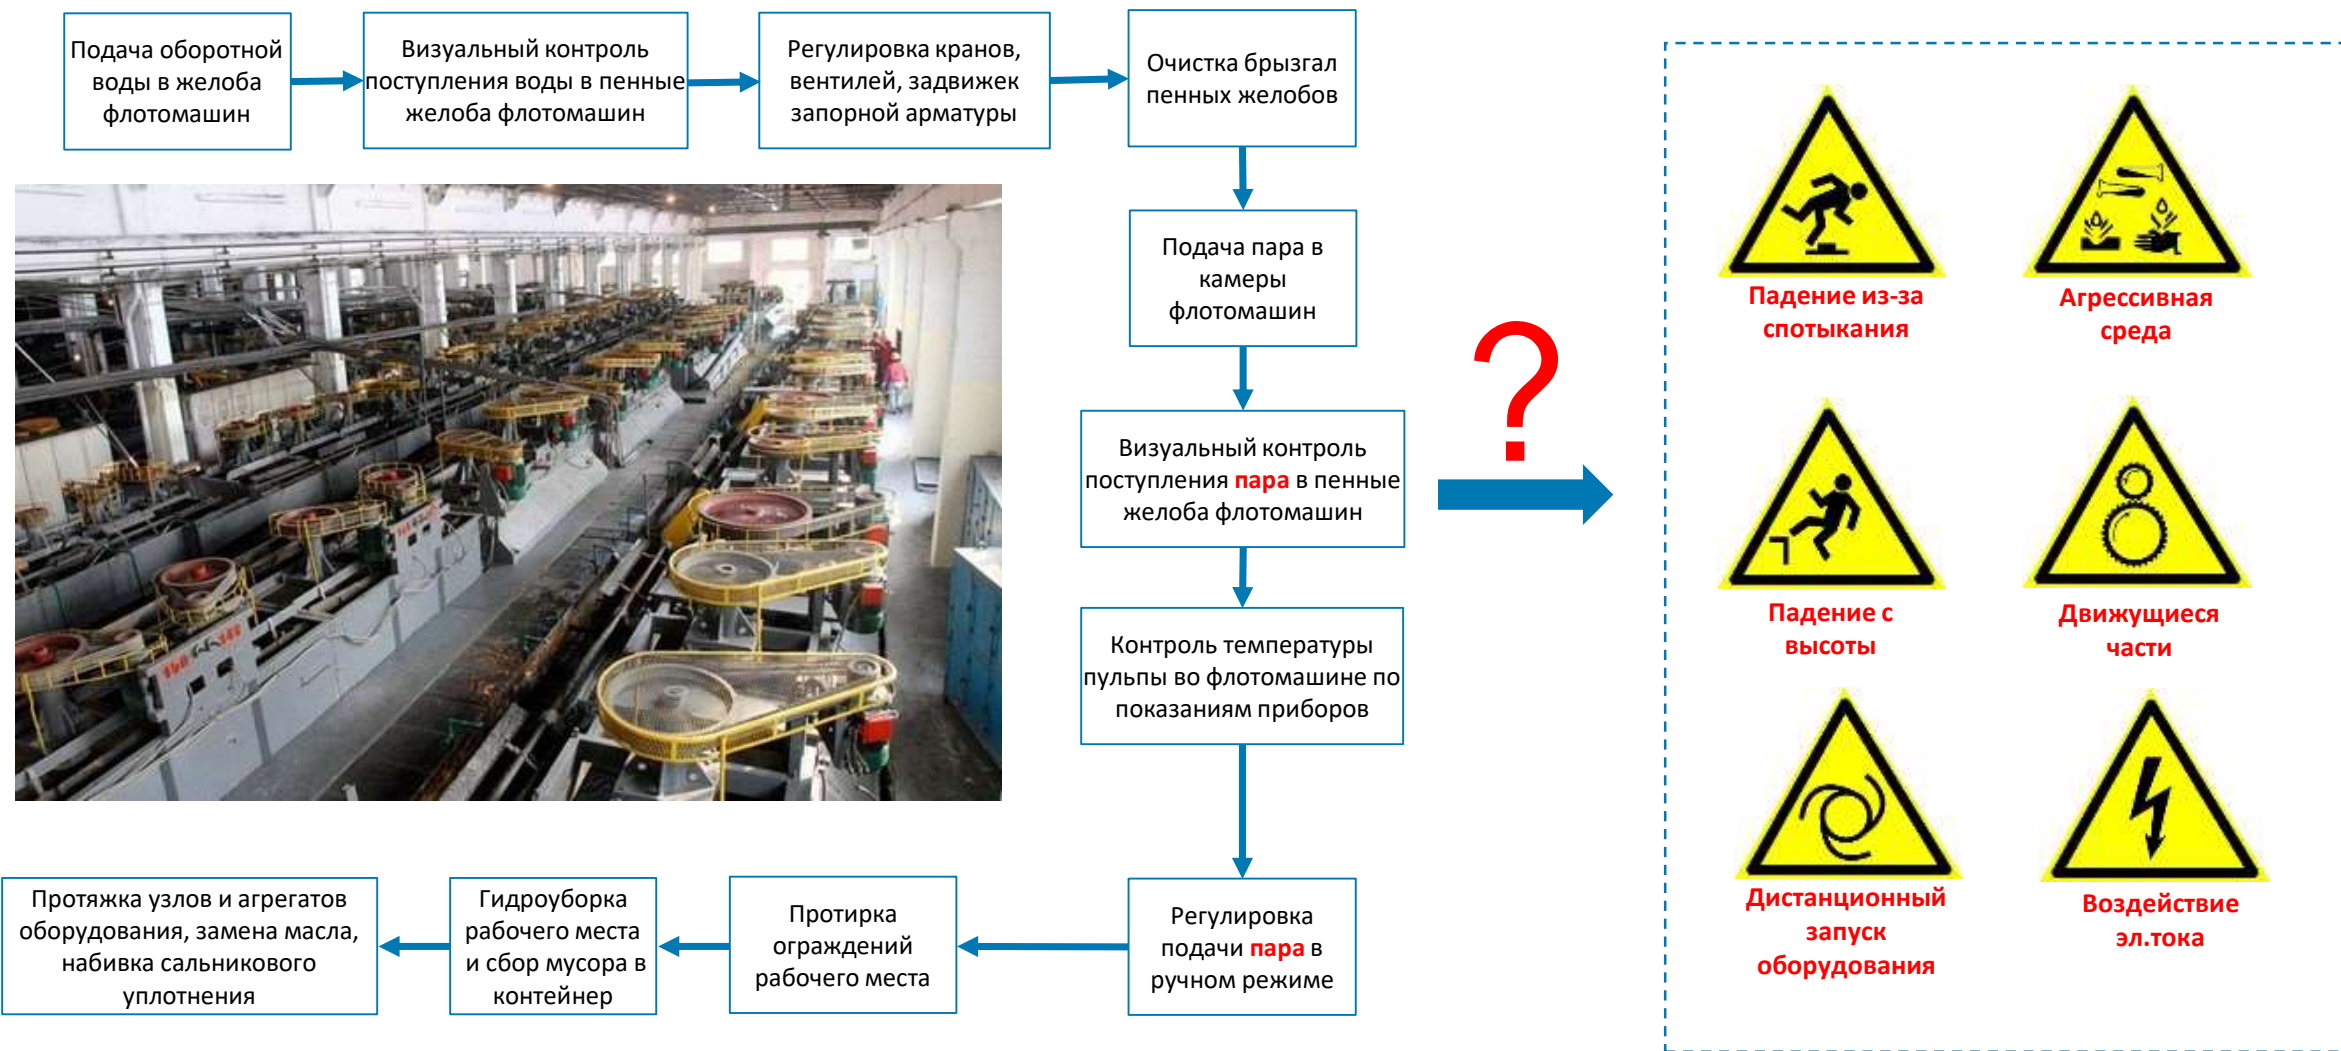 Подача оборотной
воды в желоба
флотомашин
Визуальный контроль
поступления воды в пенные
желоба флотомашин
Регулировка кранов,
вентилей, задвижек
запорной арматуры
Очистка брызгал
пенных желобов
Подача пара в
камеры
флотомашин
Визуальный контроль
поступления пара в пенные
желоба флотомашин
Контроль температуры
пульпы во флотомашине по
показаниям приборов
Регулировка
подачи пара в
ручном режиме
Протирка
ограждений
рабочего места
Гидроуборка
рабочего места
и сбор мусора в
контейнер
Протяжка узлов и агрегатов
оборудования, замена масла,
набивка сальникового
уплотнения
?
Падение из-за
спотыкания
Агрессивная
среда
Падение с
высоты
Движущиеся
части
Дистанционный
запуск
оборудования
Воздействие
эл.тока